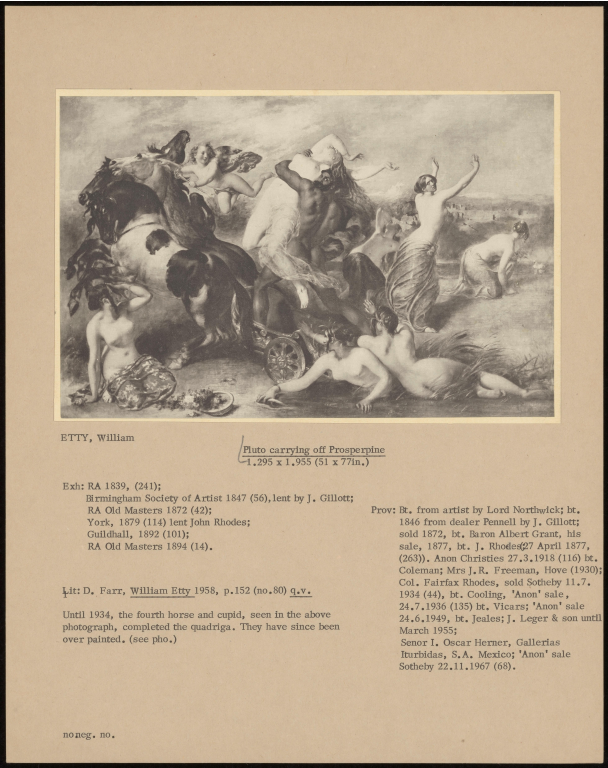 ETTY, William
Pluto carrying off Prosperpine
1.295 x 1.955 (51 x 77in.)
Exh: RA 1839, (241);
Birmingham Society of Artist 1847 (56),lent by J. Gillott;
RA Old Masters 1872 (42);
York, 1879 (114) lent John Rhodes;
Guildhall, 1892 (101);
RA Old Masters 1894 (14).
Lit: D. Farr, William Etty 1958, p.152 (no.80) q.v.
Until 1934, the fourth horse and cupid, seen in the above
photograph, completed the quadriga. They have since been
over painted. (see pho.)
Prov: Bt. from artist by Lord Northwick; bt.
1846 from dealer Pennell by J. Gillott;
sold 1872, bt. Baron Albert Grant, his
sale, 1877, bt. J. Rhodes(27 April 1877,
(263)). Anon Christies 27.3.1918 (116) bt.
Coleman; Mrs J.R. Freeman, Hove (1930);
Col. Fairfax Rhodes, sold Sotheby 11.7.
1934 (44), bt. Cooling, 'Anon' sale,
24.7.1936 (135) bt. Vicars; 'Anon' sale
24.6.1949, bt. Jeales; J. Leger & son until
March 1955;
Senor I. Oscar Herner, Gallerias
Iturbidas, S.A. Mexico; 'Anon' sale
Sotheby 22.11.1967 (68).
no.neg. no.